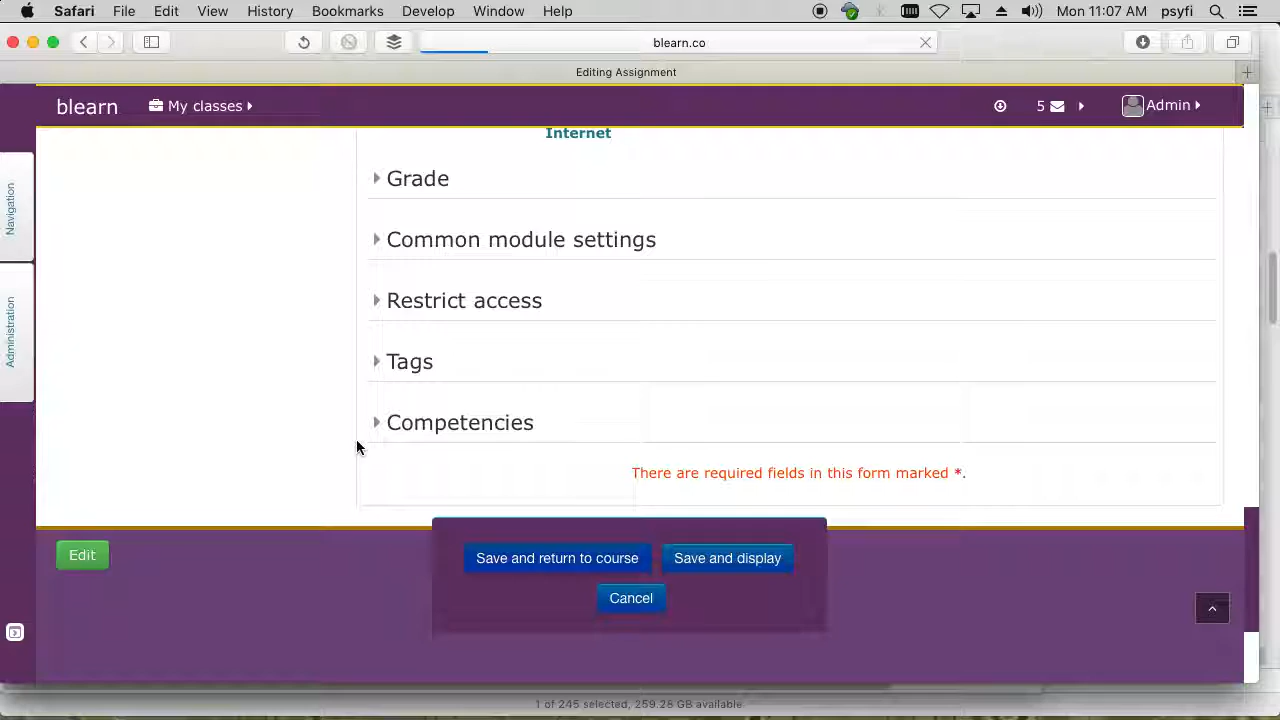 Safari File Edit View History Bookmarks Develop Window Help Mon 11:07 AM psyfi
blearn.co
Editing Assignment
blearn My classes 5 Admin
Internet
Navigation
Grade
Common module settings
Restrict access
Administration
Tags
Competencies
There are required fields in this form marked *.
Edit
Save and return to course Save and display
Cancel
1 of 245 selected, 259.28 GB available